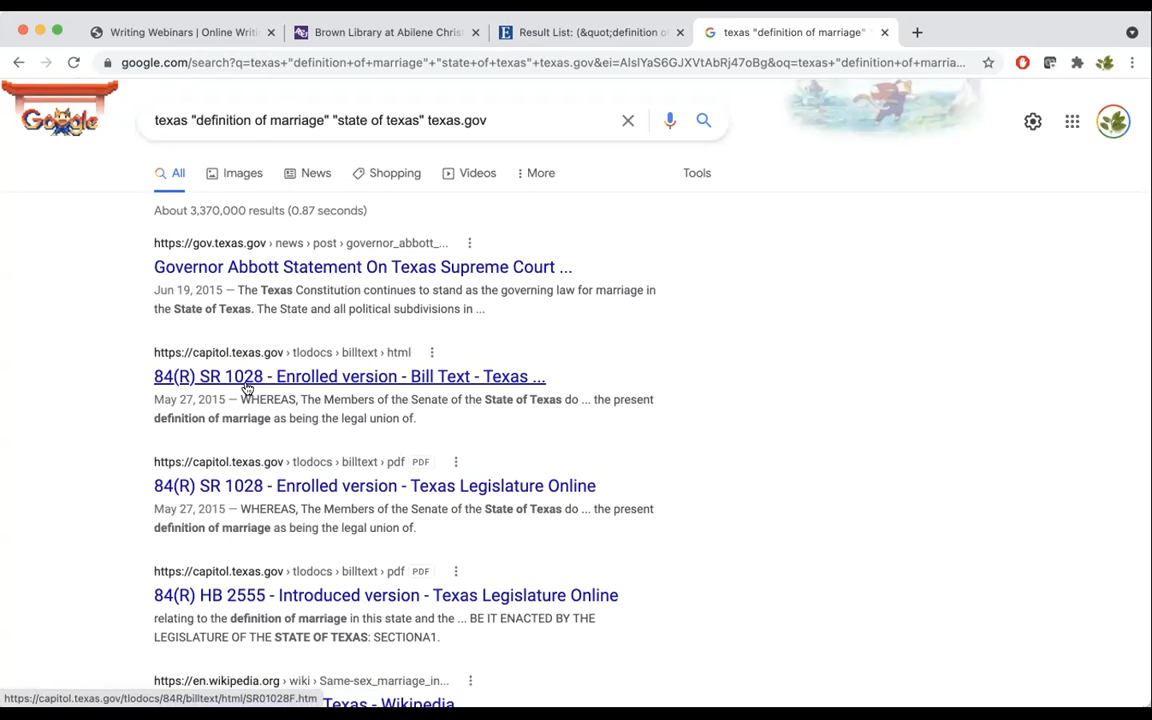 Writing Webinars | Online Writi
Brown Library at Abilene Chris
Result List: (&quot;definition o
texas "definition of marriage"
google.com/search?q=texas+"definition+of+marriage"+"state+of+texas"+texas.gov&ei=AIsIYaS6GJXVtAbRj47oBg&oq=texas+"definition+of+marria...
Google
texas "definition of marriage" "state of texas" texas.gov
All Images News Shopping Videos More Tools
About 3,370,000 results (0.87 seconds)
https://gov.texas.gov › news › post › governor_abbott_...
Governor Abbott Statement On Texas Supreme Court ...
Jun 19, 2015 — The Texas Constitution continues to stand as the governing law for marriage in
the State of Texas. The State and all political subdivisions in ...
https://capitol.texas.gov › tlodocs › billtext › html
84(R) SR 1028 - Enrolled version - Bill Text - Texas ...
May 27, 2015 — WHEREAS, The Members of the Senate of the State of Texas do ... the present
definition of marriage as being the legal union of.
https://capitol.texas.gov › tlodocs › billtext › pdf PDF
84(R) SR 1028 - Enrolled version - Texas Legislature Online
May 27, 2015 — WHEREAS, The Members of the Senate of the State of Texas do ... the present
definition of marriage as being the legal union of.
https://capitol.texas.gov › tlodocs › billtext › pdf PDF
84(R) HB 2555 - Introduced version - Texas Legislature Online
relating to the definition of marriage in this state and the ... BE IT ENACTED BY THE
LEGISLATURE OF THE STATE OF TEXAS: SECTIONA1.
https://en.wikipedia.org › wiki › Same-sex_marriage_in...
https://capitol.texas.gov/tlodocs/84R/billtext/html/SR01028F.htm
Texas - Wikipedia